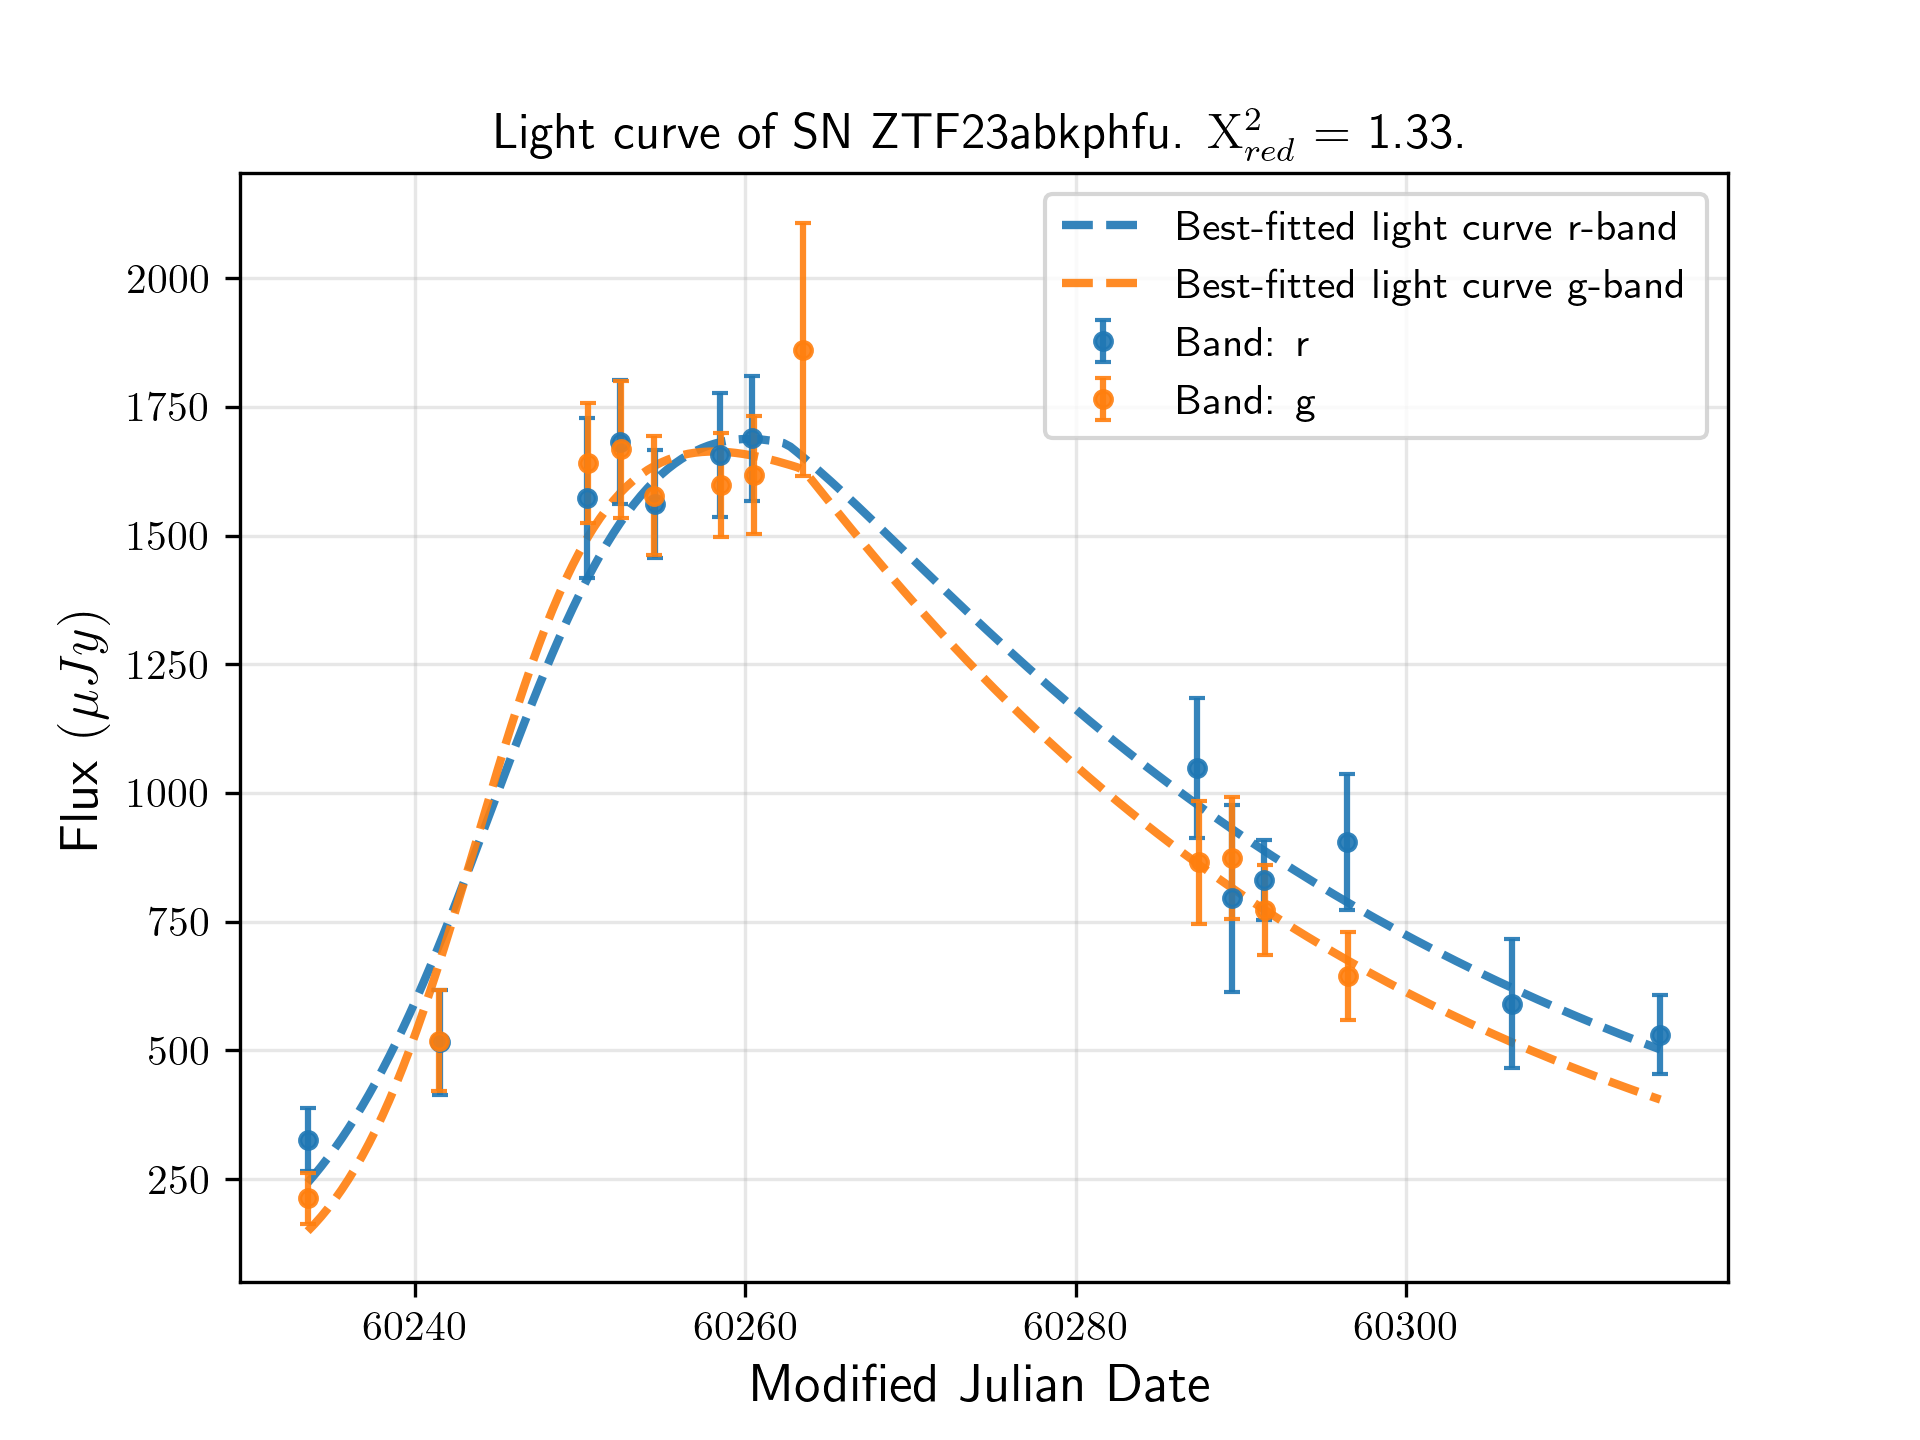 Light curve of SN ZTF23abkphfu. X²_red = 1.33.
Best-fitted light curve r-band
Best-fitted light curve g-band
Band: r
Band: g
Flux (μJy)
2000
1750
1500
1250
1000
750
500
250
60240 60260 60280 60300
Modified Julian Date